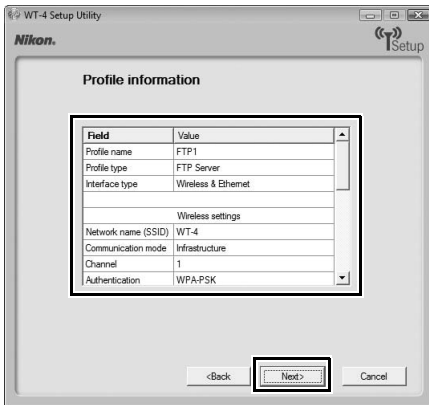 WT-4 Setup Utility
Nikon.
Setup
Profile information
Field Value
Profile name FTP1
Profile type FTP Server
Interface type Wireless & Ethernet
Wireless settings
Network name (SSID) WT-4
Communication mode Infrastructure
Channel 1
Authentication WPA-PSK
<Back Next> Cancel